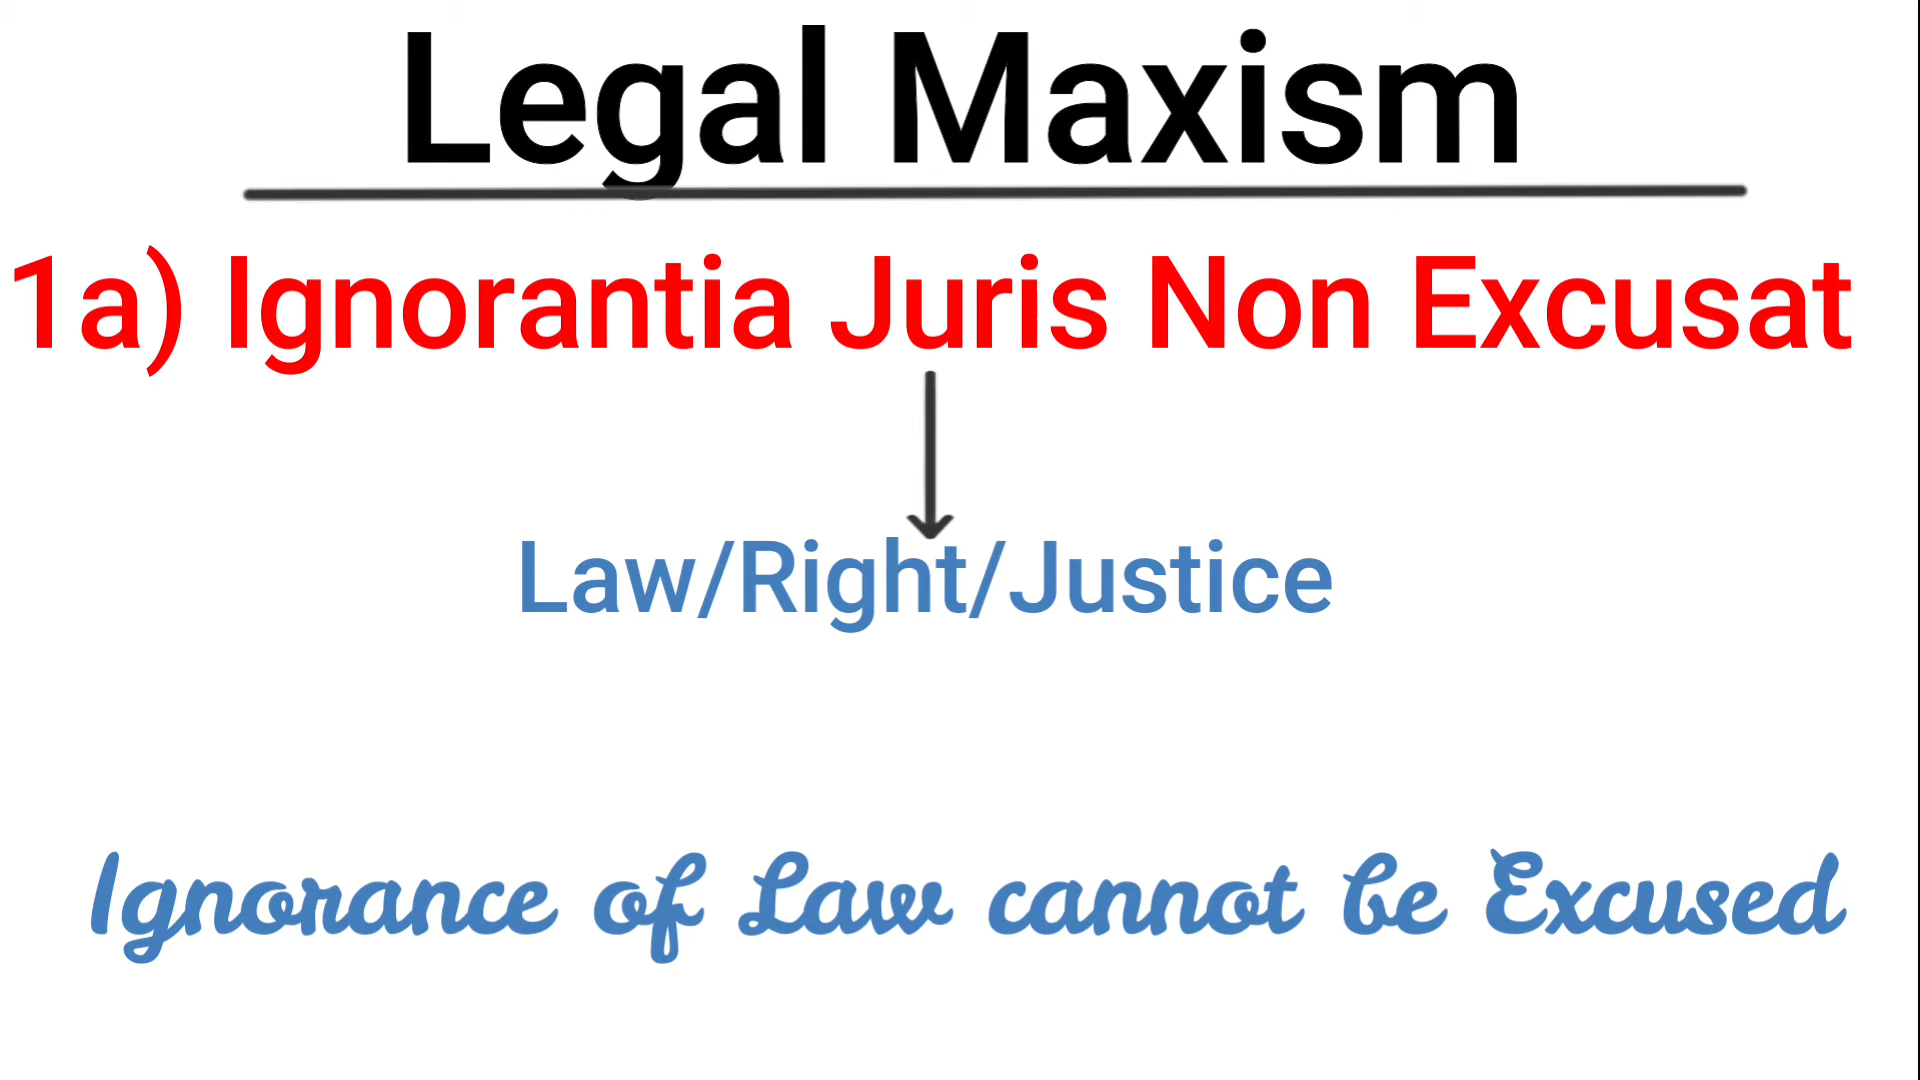 Legal Maxism
1a) Ignorantia Juris Non Excusat
Law/Right/Justice
Ignorance of Law cannot be Excused